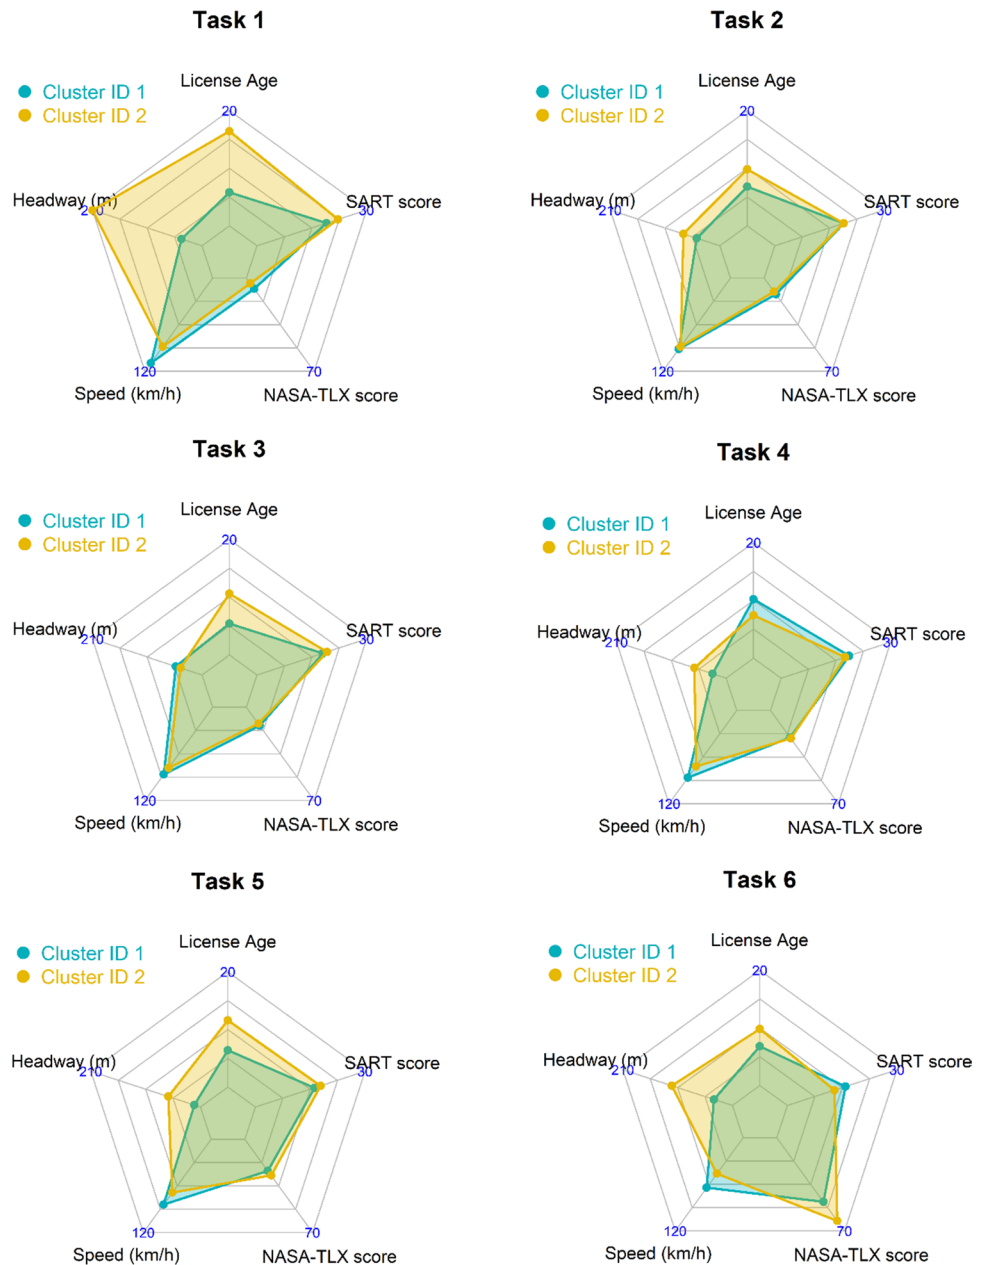 Task 1
Task 2
License Age
License Age
Cluster ID 1
Cluster ID 2
Cluster ID 1
Cluster ID 2
20
20
Headway (m)
SART score
Headway (m)
SART score
210
30
210
30
120
70
120
70
Speed (km/h)
NASA-TLX score
Speed (km/h)
NASA-TLX score
Task 3
Task 4
License Age
License Age
Cluster ID 1
Cluster ID 2
Cluster ID 1
Cluster ID 2
20
20
Headway (m)
SART score
Headway (m)
SART score
210
30
210
30
120
70
120
70
Speed (km/h)
NASA-TLX score
Speed (km/h)
NASA-TLX score
Task 5
Task 6
License Age
License Age
Cluster ID 1
Cluster ID 2
Cluster ID 1
Cluster ID 2
20
20
Headway (m)
SART score
Headway (m)
SART score
210
30
210
30
120
70
120
70
Speed (km/h)
NASA-TLX score
Speed (km/h)
NASA-TLX score